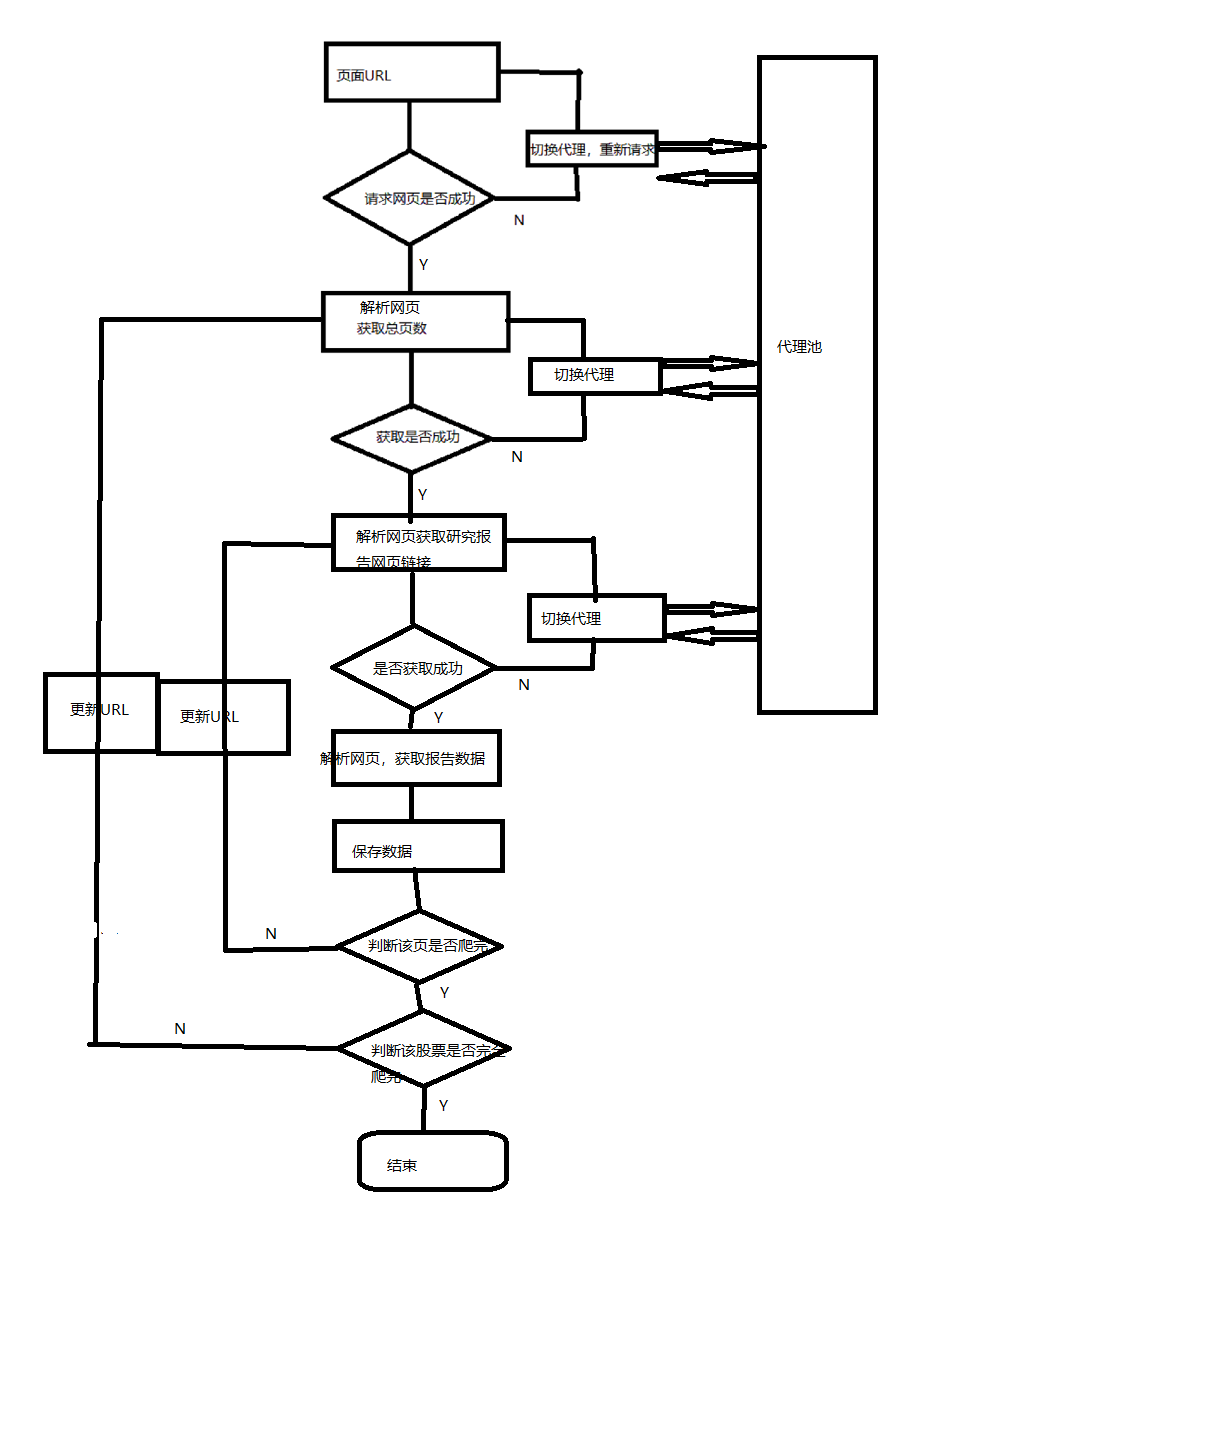 页面URL
切换代理，重新请求
请求网页是否成功
N
Y
解析网页
获取总页数
代理池
切换代理
获取是否成功
N
Y
解析网页获取研究报
告网页链接
切换代理
是否获取成功
N
更新URL
更新URL
Y
解析网页，获取报告数据
保存数据
N
判断该页是否爬完
Y
N
判断该股票是否完全
爬完
Y
结束